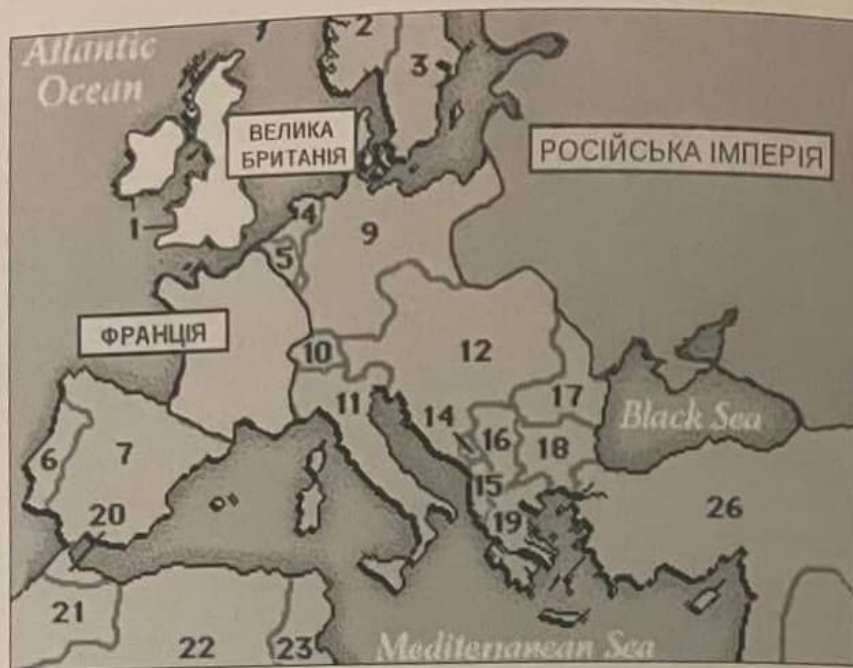 Atlantic
Ocean
2
3
ВЕЛИКА
БРИТАНІЯ
РОСІЙСЬКА ІМПЕРІЯ
1
4
9
5
ФРАНЦІЯ
10
12
11
17
14
16
Black Sea
18
6
7
15
20
19
26
21
22
23
Mediterranean Sea